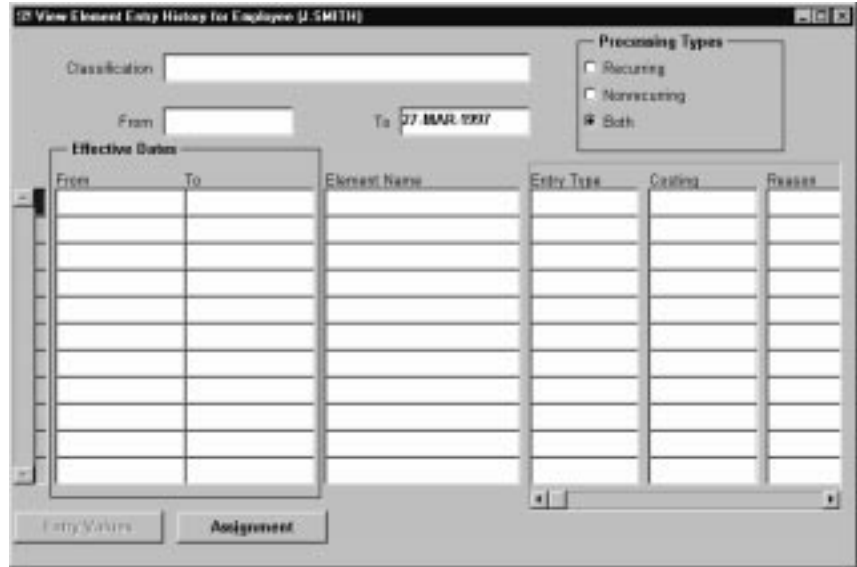 View Element Entry History for Employee (J.SMITH)
Processing Types
Classification
Recurring
Nonrecurring
From To 27-MAR-1997
Both
Effective Dates
From To Element Name Entry Type Costing Reason
Entry Values Assignment